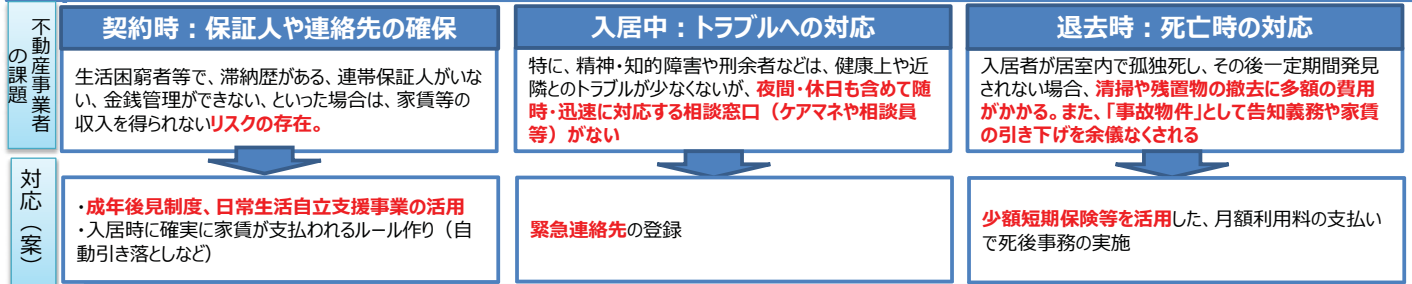 不動産事業者
の課題
契約時：保証人や連絡先の確保
生活困窮者等で、滞納歴がある、連帯保証人がいな
い、金銭管理ができない、といった場合は、家賃等の
収入を得られないリスクの存在。
入居中：トラブルへの対応
特に、精神・知的障害や刑余者などは、健康上や近
隣とのトラブルが少なくないが、夜間・休日も含めて随
時・迅速に対応する相談窓口（ケアマネや相談員
等）がない
退去時：死亡時の対応
入居者が居室内で孤独死し、その後一定期間発見
されない場合、清掃や残置物の撤去に多額の費用
がかかる。また、「事故物件」として告知義務や家賃
の引き下げを余儀なくされる
対応（案）
・成年後見制度、日常生活自立支援事業の活用
・入居時に確実に家賃が支払われるルール作り（自
動引き落としなど）
緊急連絡先の登録
少額短期保険等を活用した、月額利用料の支払い
で死後事務の実施